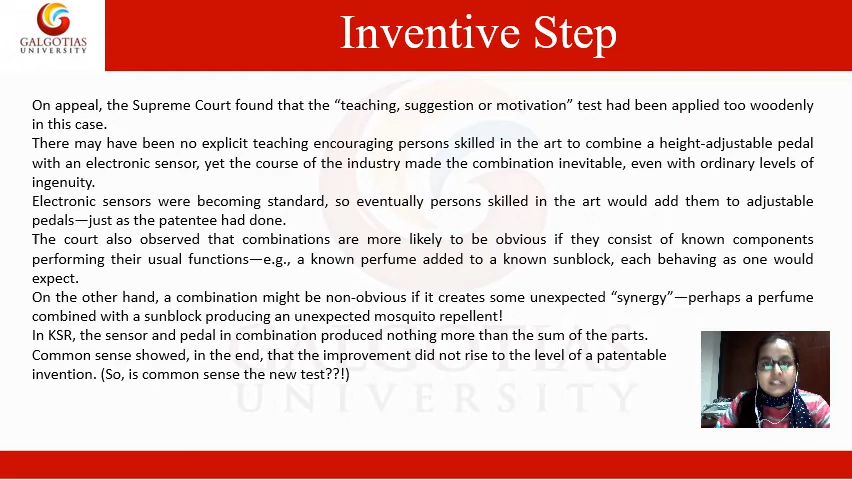 GALGOTIAS
UNIVERSITY
Inventive Step
On appeal, the Supreme Court found that the “teaching, suggestion or motivation” test had been applied too woodenly
in this case.
There may have been no explicit teaching encouraging persons skilled in the art to combine a height-adjustable pedal
with an electronic sensor, yet the course of the industry made the combination inevitable, even with ordinary levels of
ingenuity.
Electronic sensors were becoming standard, so eventually persons skilled in the art would add them to adjustable
pedals—just as the patentee had done.
The court also observed that combinations are more likely to be obvious if they consist of known components
performing their usual functions—e.g., a known perfume added to a known sunblock, each behaving as one would
expect.
On the other hand, a combination might be non-obvious if it creates some unexpected “synergy”—perhaps a perfume
combined with a sunblock producing an unexpected mosquito repellent!
In KSR, the sensor and pedal in combination produced nothing more than the sum of the parts.
Common sense showed, in the end, that the improvement did not rise to the level of a patentable
invention. (So, is common sense the new test??!)
GALGOTIAS
UNIVERSITY